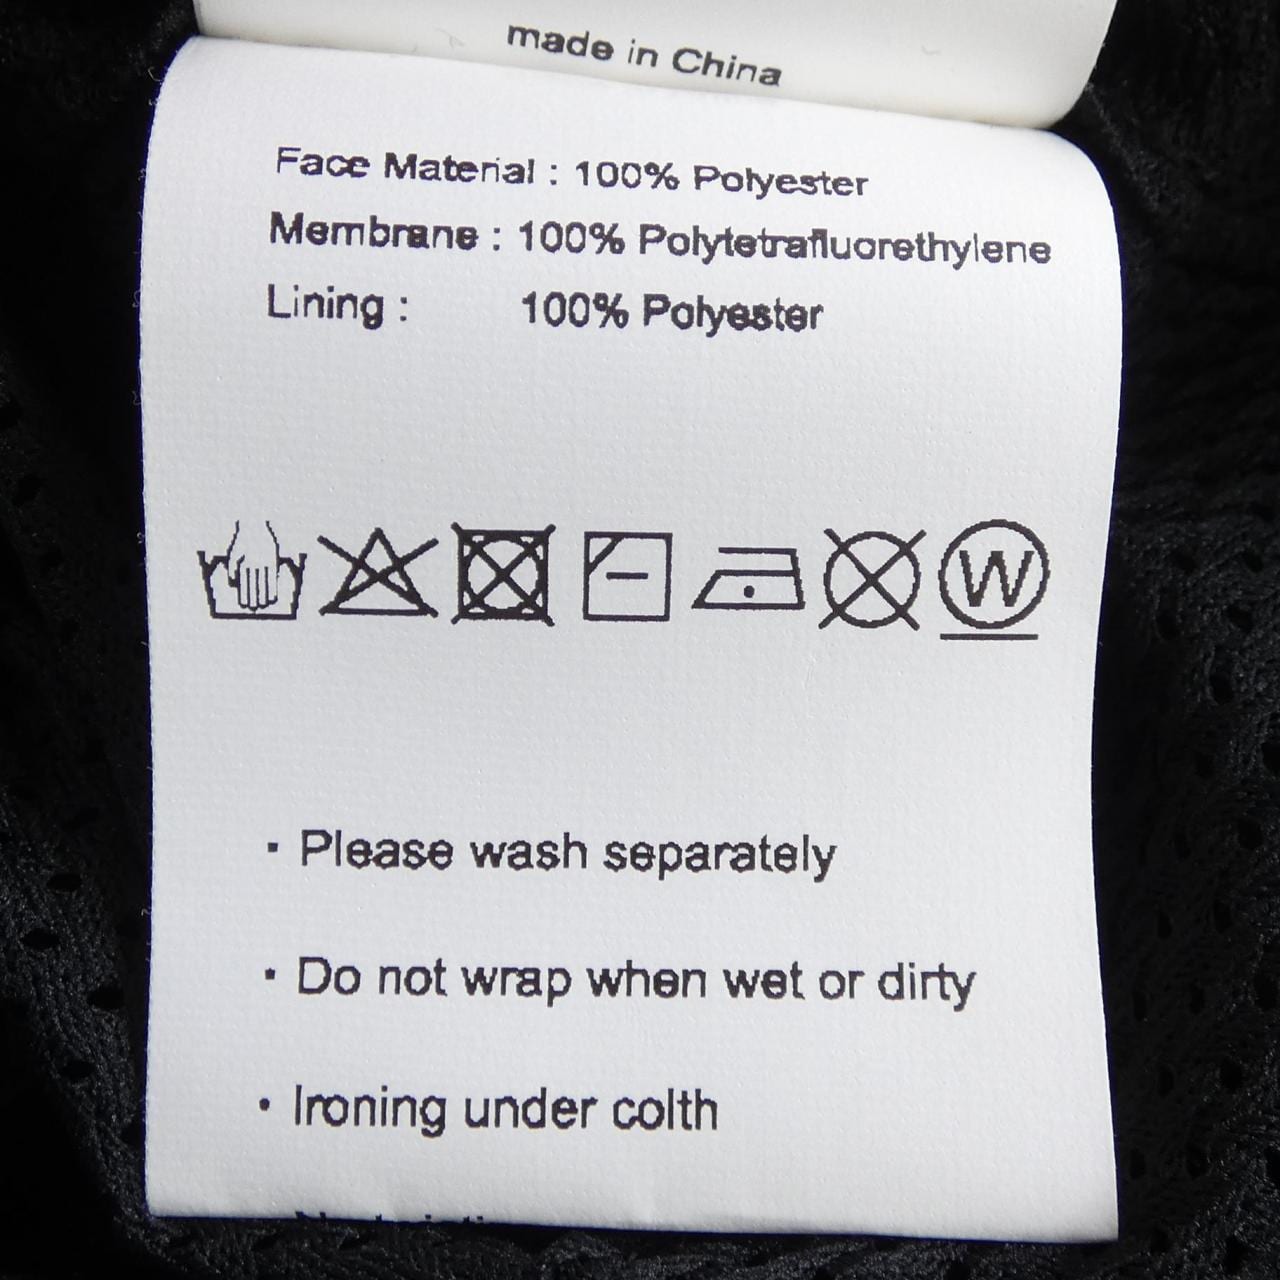 made in China
Face Material : 100% Polyester
Membrane : 100% Polytetrafluorethylene
Lining : 100% Polyester
W
· Please wash separately
· Do not wrap when wet or dirty
· Ironing under colth